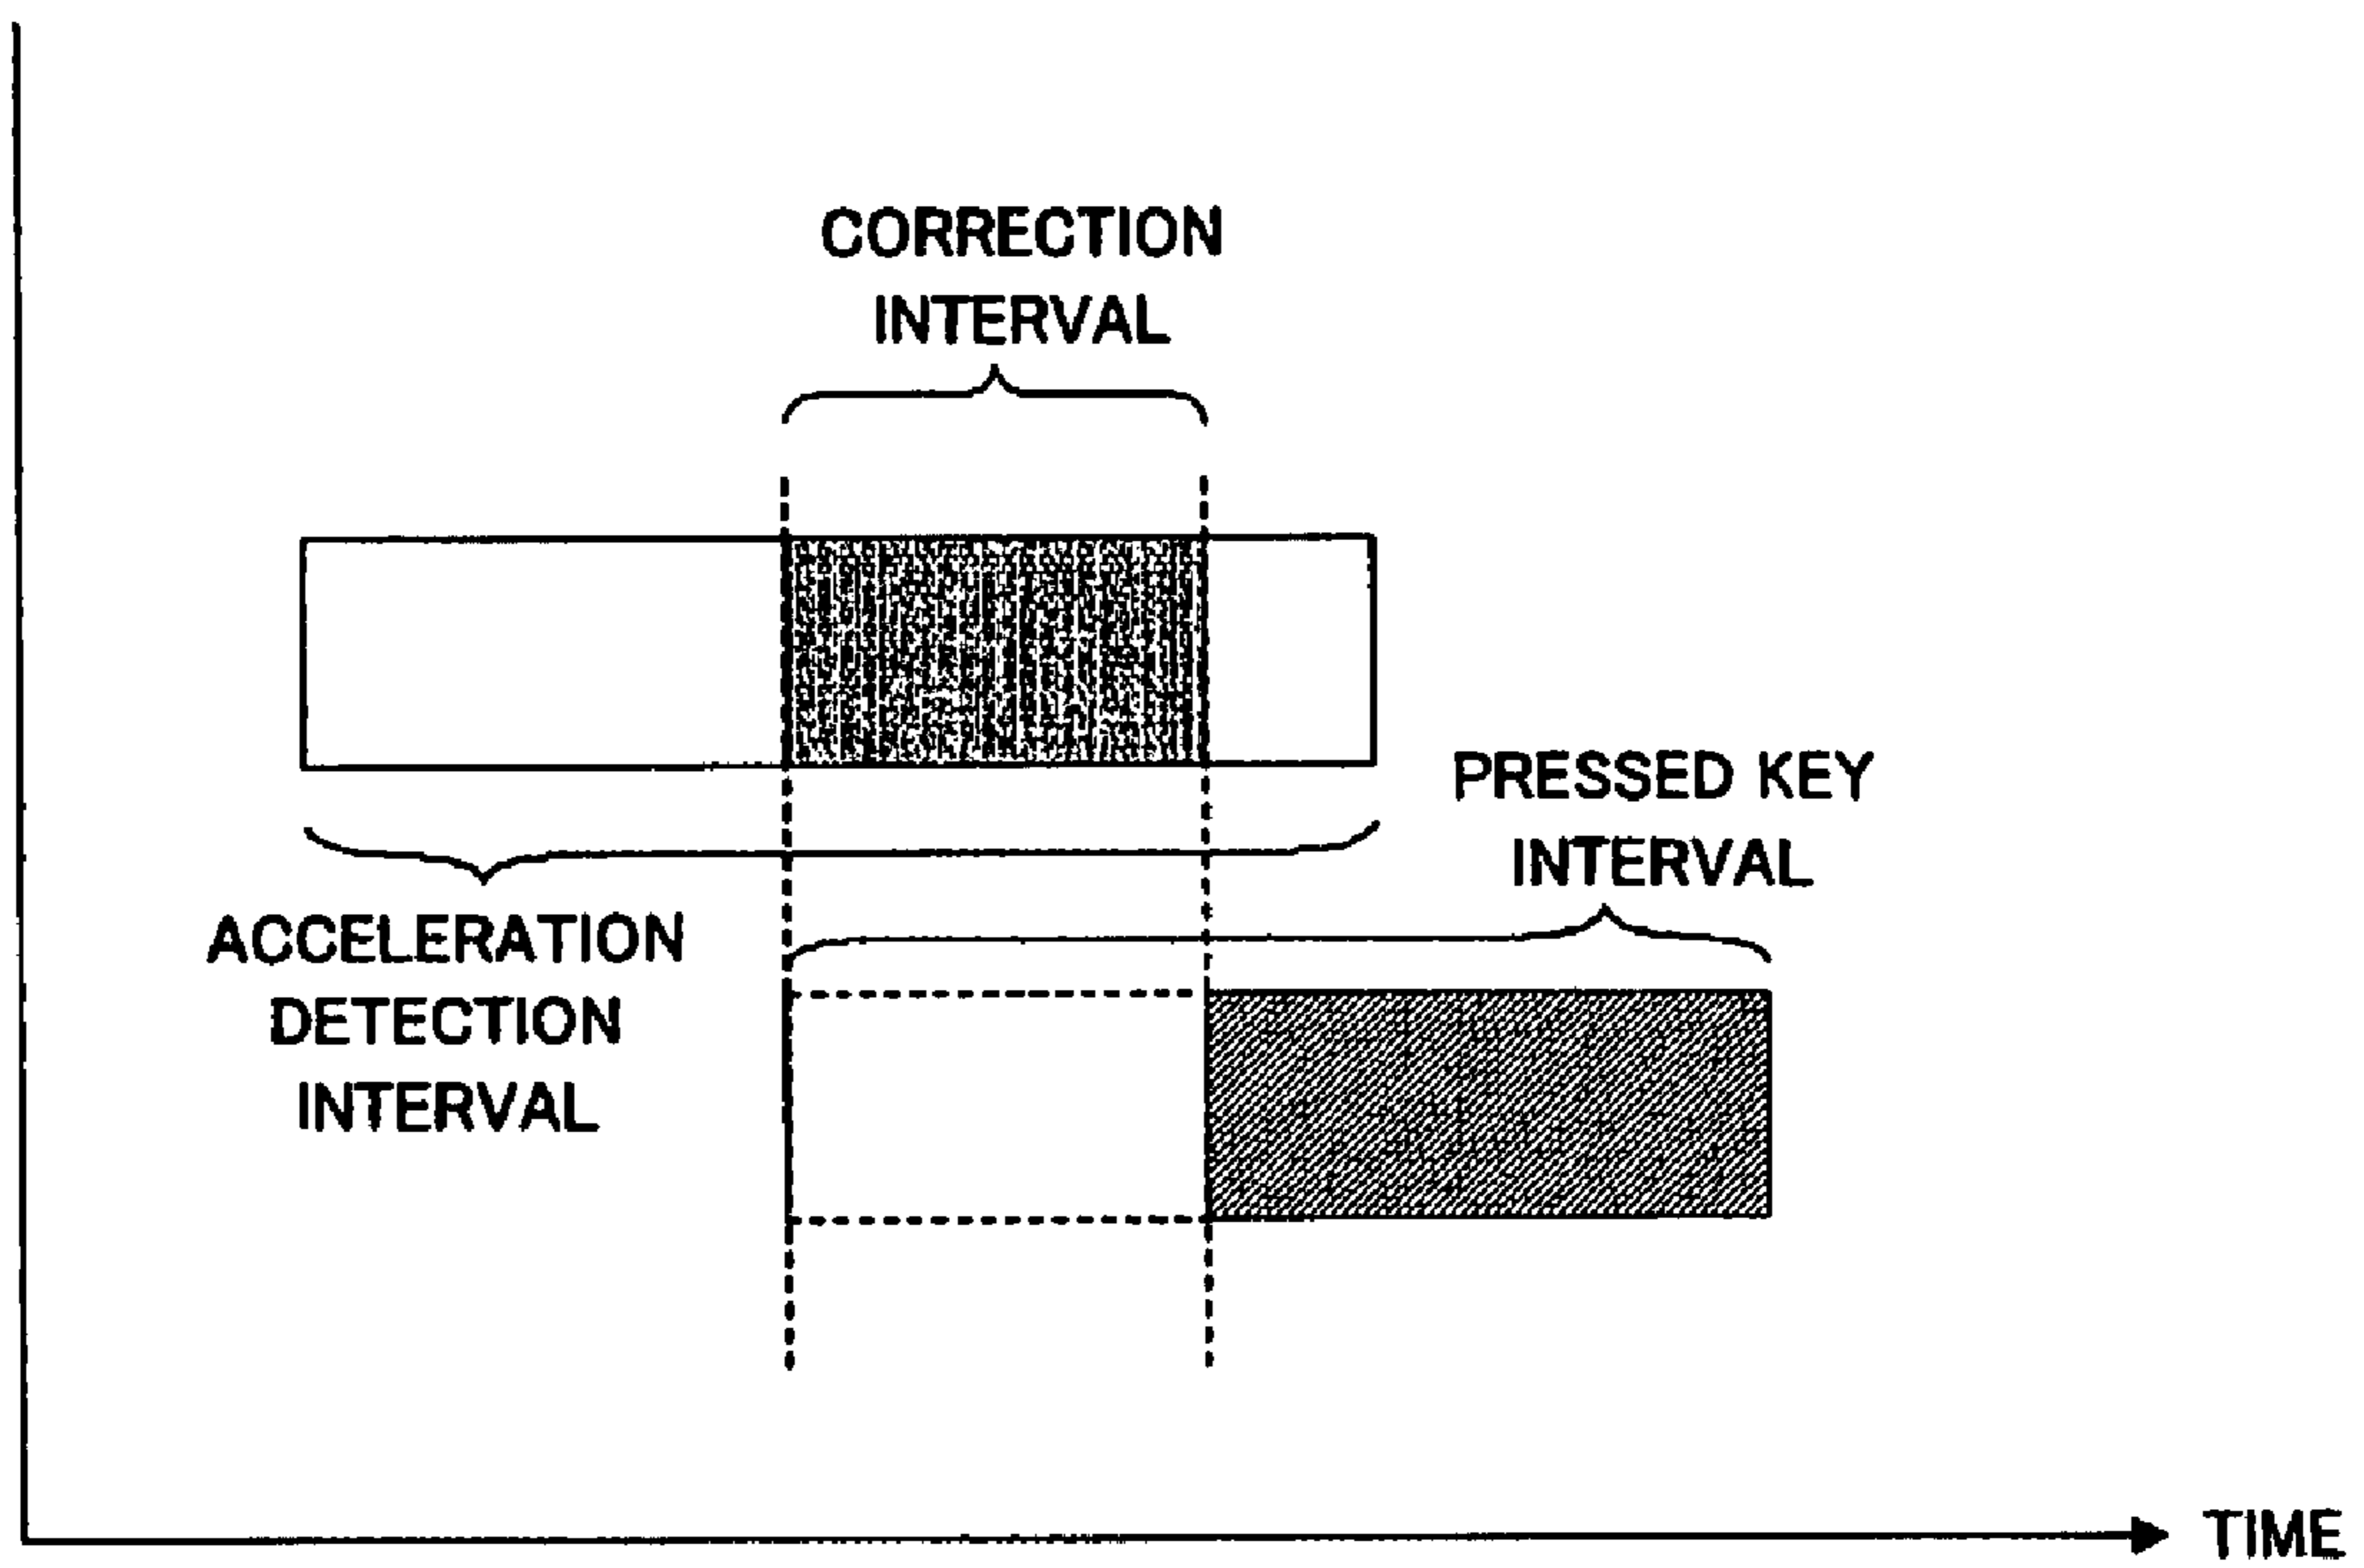 CORRECTION
INTERVAL
PRESSED KEY
INTERVAL
ACCELERATION
DETECTION
INTERVAL
TIME